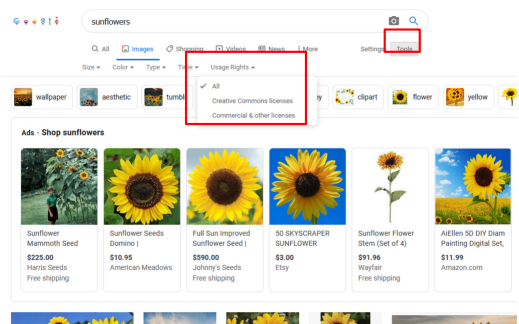 sunflowers
All Images Shopping Videos News More Settings Tools
Size Color Type Time Usage Rights
All
Creative Commons licenses
Commercial & other licenses
wallpaper aesthetic clipart flower yellow
Ads · Shop sunflowers
Sunflower Mammoth Seed
$225.00
Harris Seeds
Free shipping
Sunflower Seeds Domino |
$10.95
American Meadows
Full Sun Improved Sunflower Seed |
$590.00
Johnny's Seeds
Free shipping
50 SKYSCRAPER SUNFLOWER
$3.00
Etsy
Sunflower Flower Stem (Set of 4)
$91.96
Wayfair
Free shipping
AiEllen 5D DIY Diam Painting Digital Set,
$11.99
Amazon.com